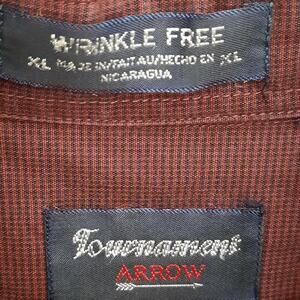 WRINKLE FREE
XL MADE IN/FAIT AU/HECHO EN XL
NICARAGUA
Tournament
ARROW